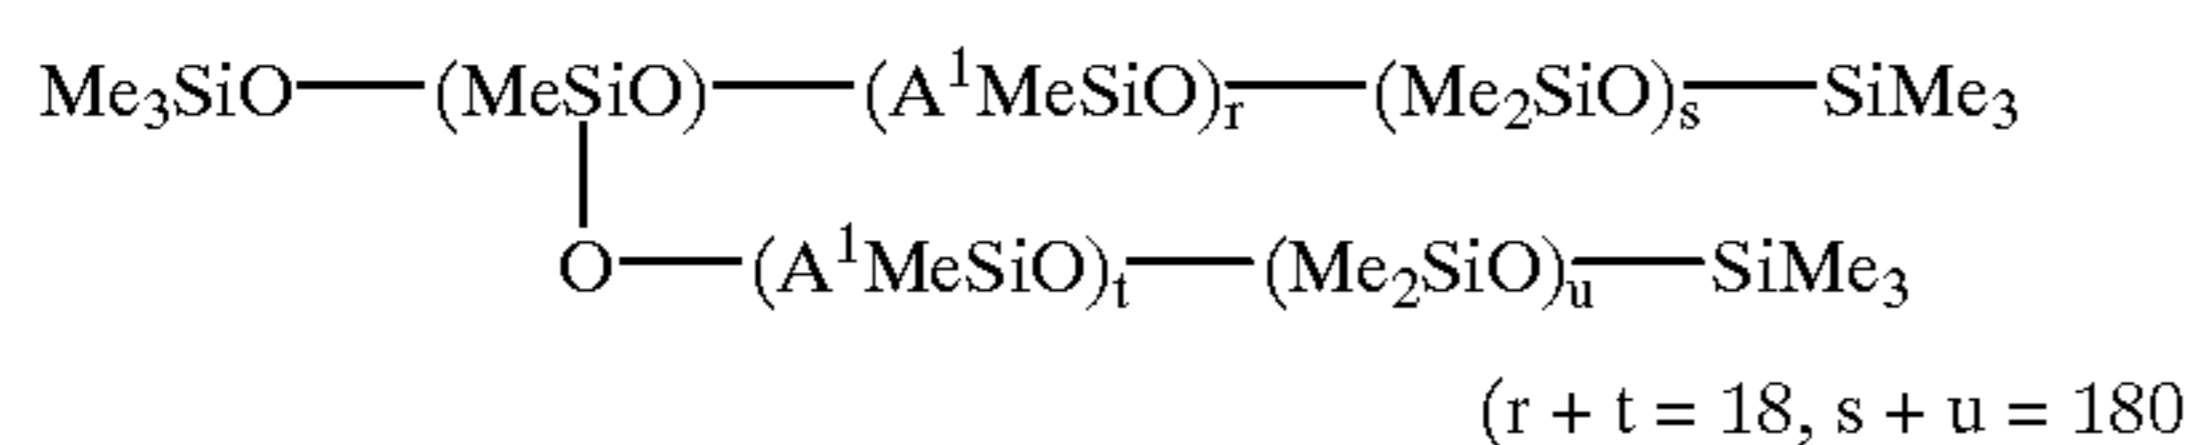 Me₃SiO—(MeSiO)—(A¹MeSiO)ᵣ—(Me₂SiO)ₛ—SiMe₃
O—(A¹MeSiO)ₜ—(Me₂SiO)ᵤ—SiMe₃
(r + t = 18, s + u = 180